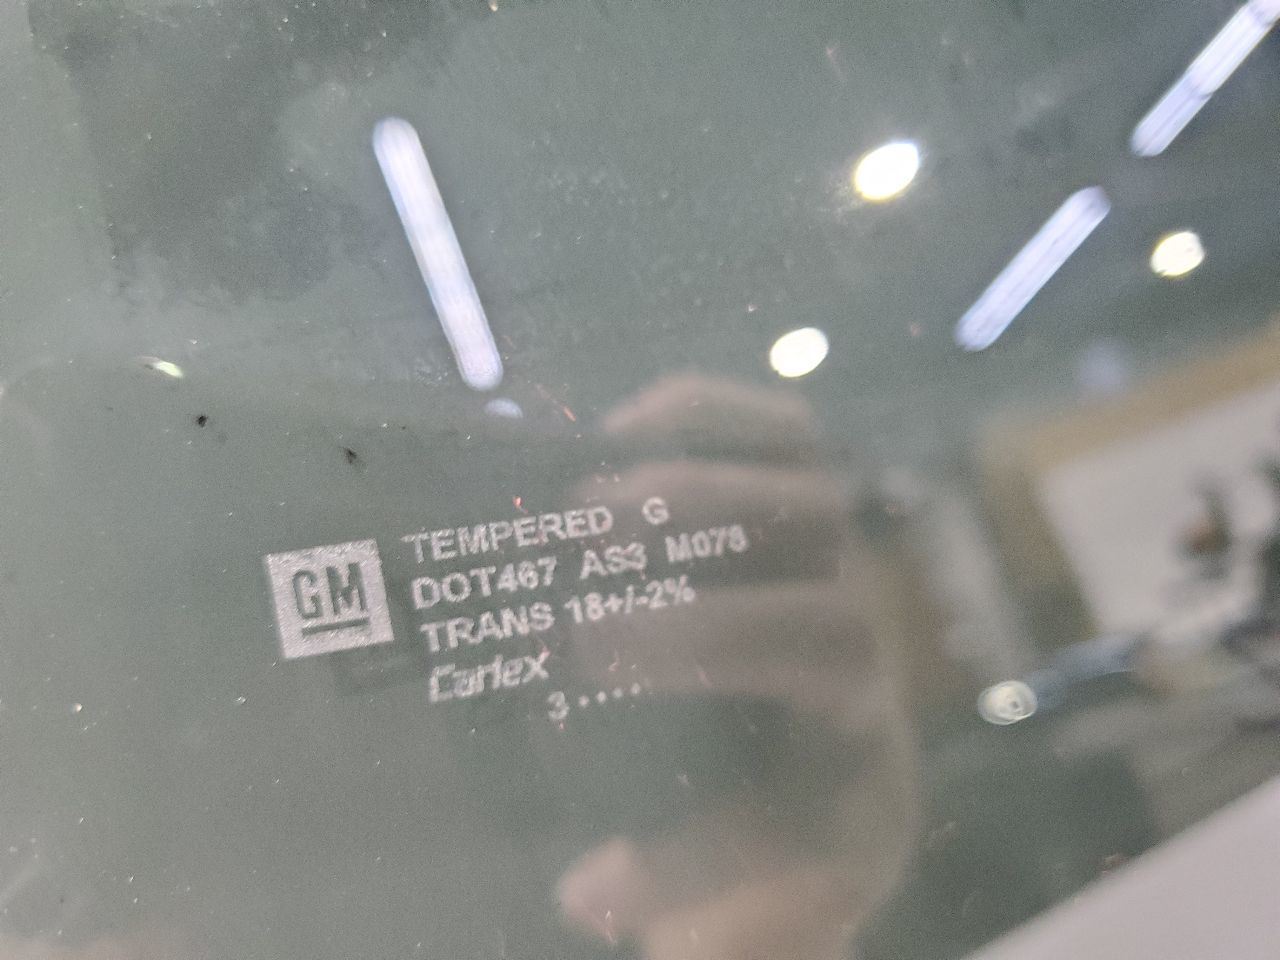 GM
TEMPERED G
DOT467 AS3 M078
TRANS 18+/-2%
Carlex
3 ····